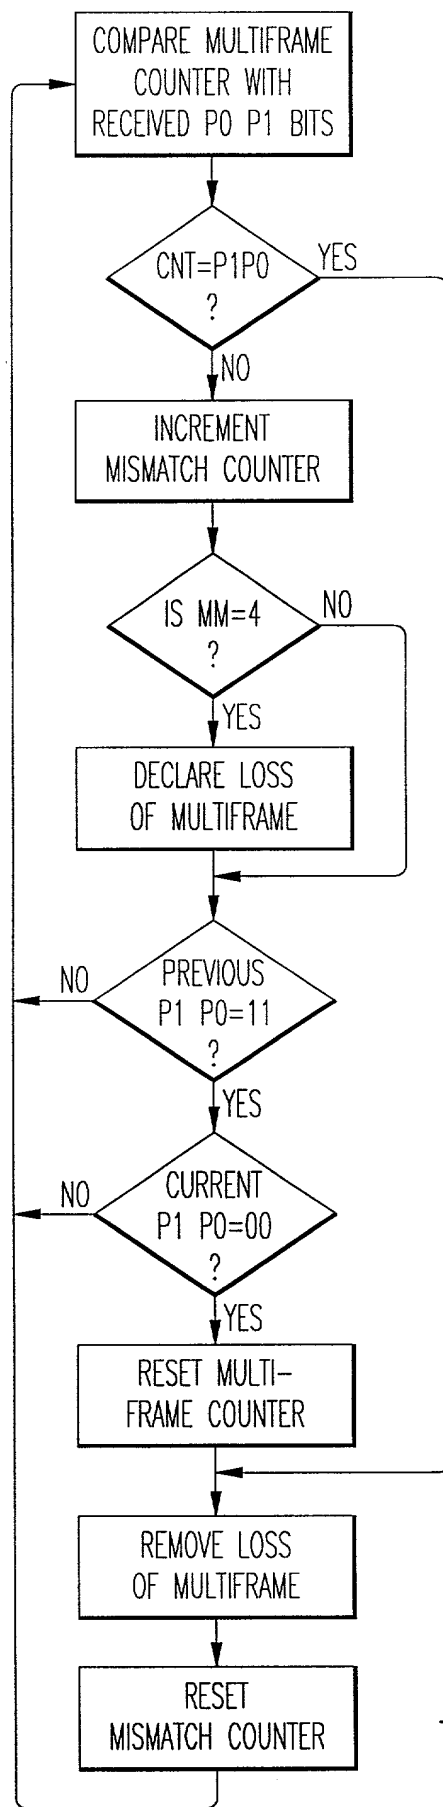 COMPARE MULTIFRAME
COUNTER WITH
RECEIVED P0 P1 BITS
CNT=P1P0
?
YES
NO
INCREMENT
MISMATCH COUNTER
IS MM=4
?
NO
YES
DECLARE LOSS
OF MULTIFRAME
PREVIOUS
P1 P0=11
?
NO
YES
CURRENT
P1 P0=00
?
NO
YES
RESET MULTI-
FRAME COUNTER
REMOVE LOSS
OF MULTIFRAME
RESET
MISMATCH COUNTER